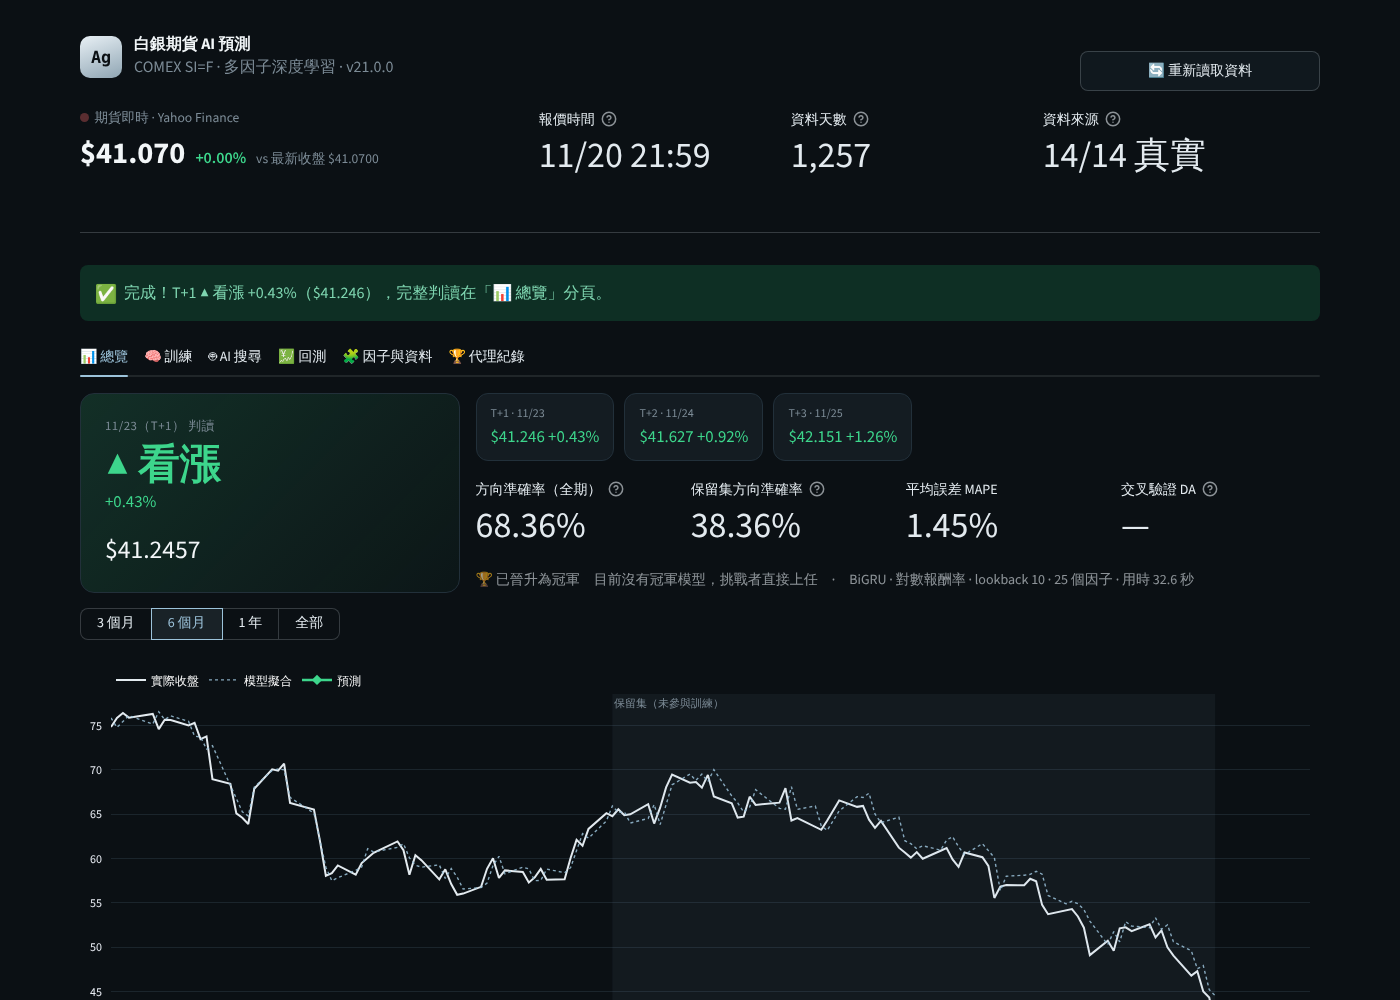 Ag
白銀期貨 AI 預測
COMEX SI=F · 多因子深度學習 · v21.0.0
🔄 重新讀取資料
期貨即時 · Yahoo Finance
$41.070 +0.00% vs 最新收盤 $41.0700
報價時間
11/20 21:59
資料天數
1,257
資料來源
14/14 真實
✅ 完成！T+1 ▲ 看漲 +0.43%（$41.246），完整判讀在「📊 總覽」分頁。
📊 總覽 🧠 訓練 AI 搜尋 💹 回測 🧩 因子與資料 🏆 代理紀錄
11/23（T+1） 判讀
▲ 看漲
+0.43%
$41.2457
T+1 · 11/23
$41.246 +0.43%
T+2 · 11/24
$41.627 +0.92%
T+3 · 11/25
$42.151 +1.26%
方向準確率（全期）
68.36%
保留集方向準確率
38.36%
平均誤差 MAPE
1.45%
交叉驗證 DA
—
🏆 已晉升為冠軍 目前沒有冠軍模型，挑戰者直接上任 · BiGRU · 對數報酬率 · lookback 10 · 25 個因子 · 用時 32.6 秒
3 個月 6 個月 1 年 全部
實際收盤 模型擬合 預測
保留集（未參與訓練）
75
70
65
60
55
50
45